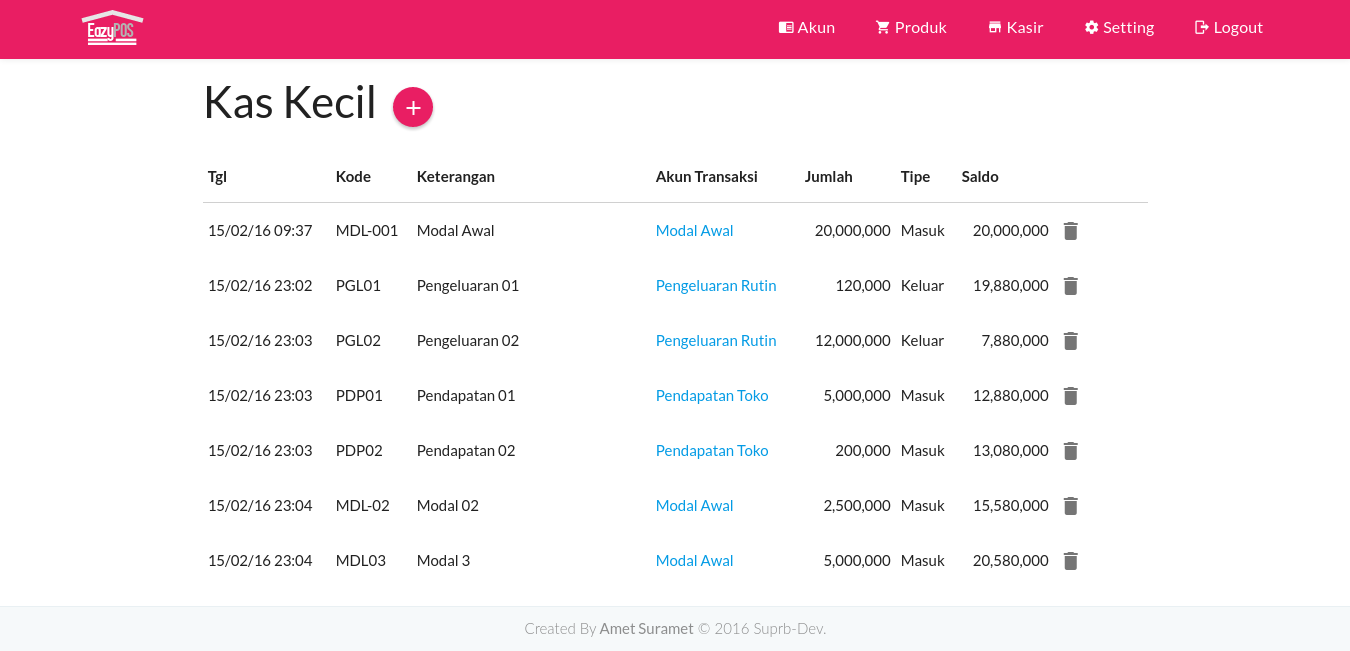 EazyPOS Akun Produk Kasir Setting Logout
Kas Kecil +
Tgl Kode Keterangan Akun Transaksi Jumlah Tipe Saldo
15/02/16 09:37 MDL-001 Modal Awal Modal Awal 20,000,000 Masuk 20,000,000
15/02/16 23:02 PGL01 Pengeluaran 01 Pengeluaran Rutin 120,000 Keluar 19,880,000
15/02/16 23:03 PGL02 Pengeluaran 02 Pengeluaran Rutin 12,000,000 Keluar 7,880,000
15/02/16 23:03 PDP01 Pendapatan 01 Pendapatan Toko 5,000,000 Masuk 12,880,000
15/02/16 23:03 PDP02 Pendapatan 02 Pendapatan Toko 200,000 Masuk 13,080,000
15/02/16 23:04 MDL-02 Modal 02 Modal Awal 2,500,000 Masuk 15,580,000
15/02/16 23:04 MDL03 Modal 3 Modal Awal 5,000,000 Masuk 20,580,000
Created By Amet Suramet © 2016 Suprb-Dev.